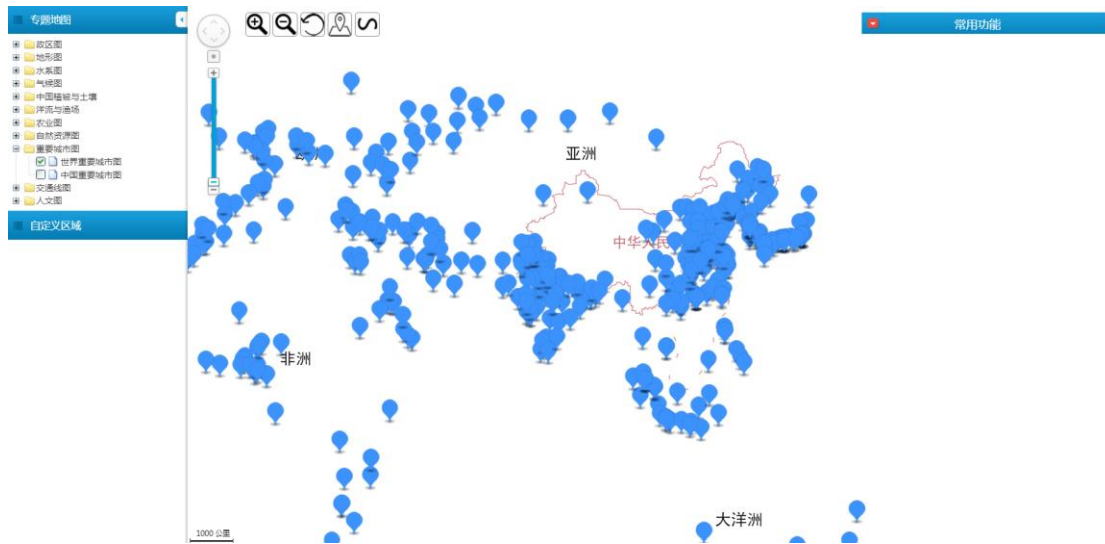 专题地图
政区图
地形图
水系图
气候图
中国植被与土壤
洋流与渔场
农业图
自然资源图
重要城市图
世界重要城市图
中国重要城市图
交通线图
人文图
自定义区域
常用功能
亚洲
中华人民
非洲
大洋洲
1000 公里